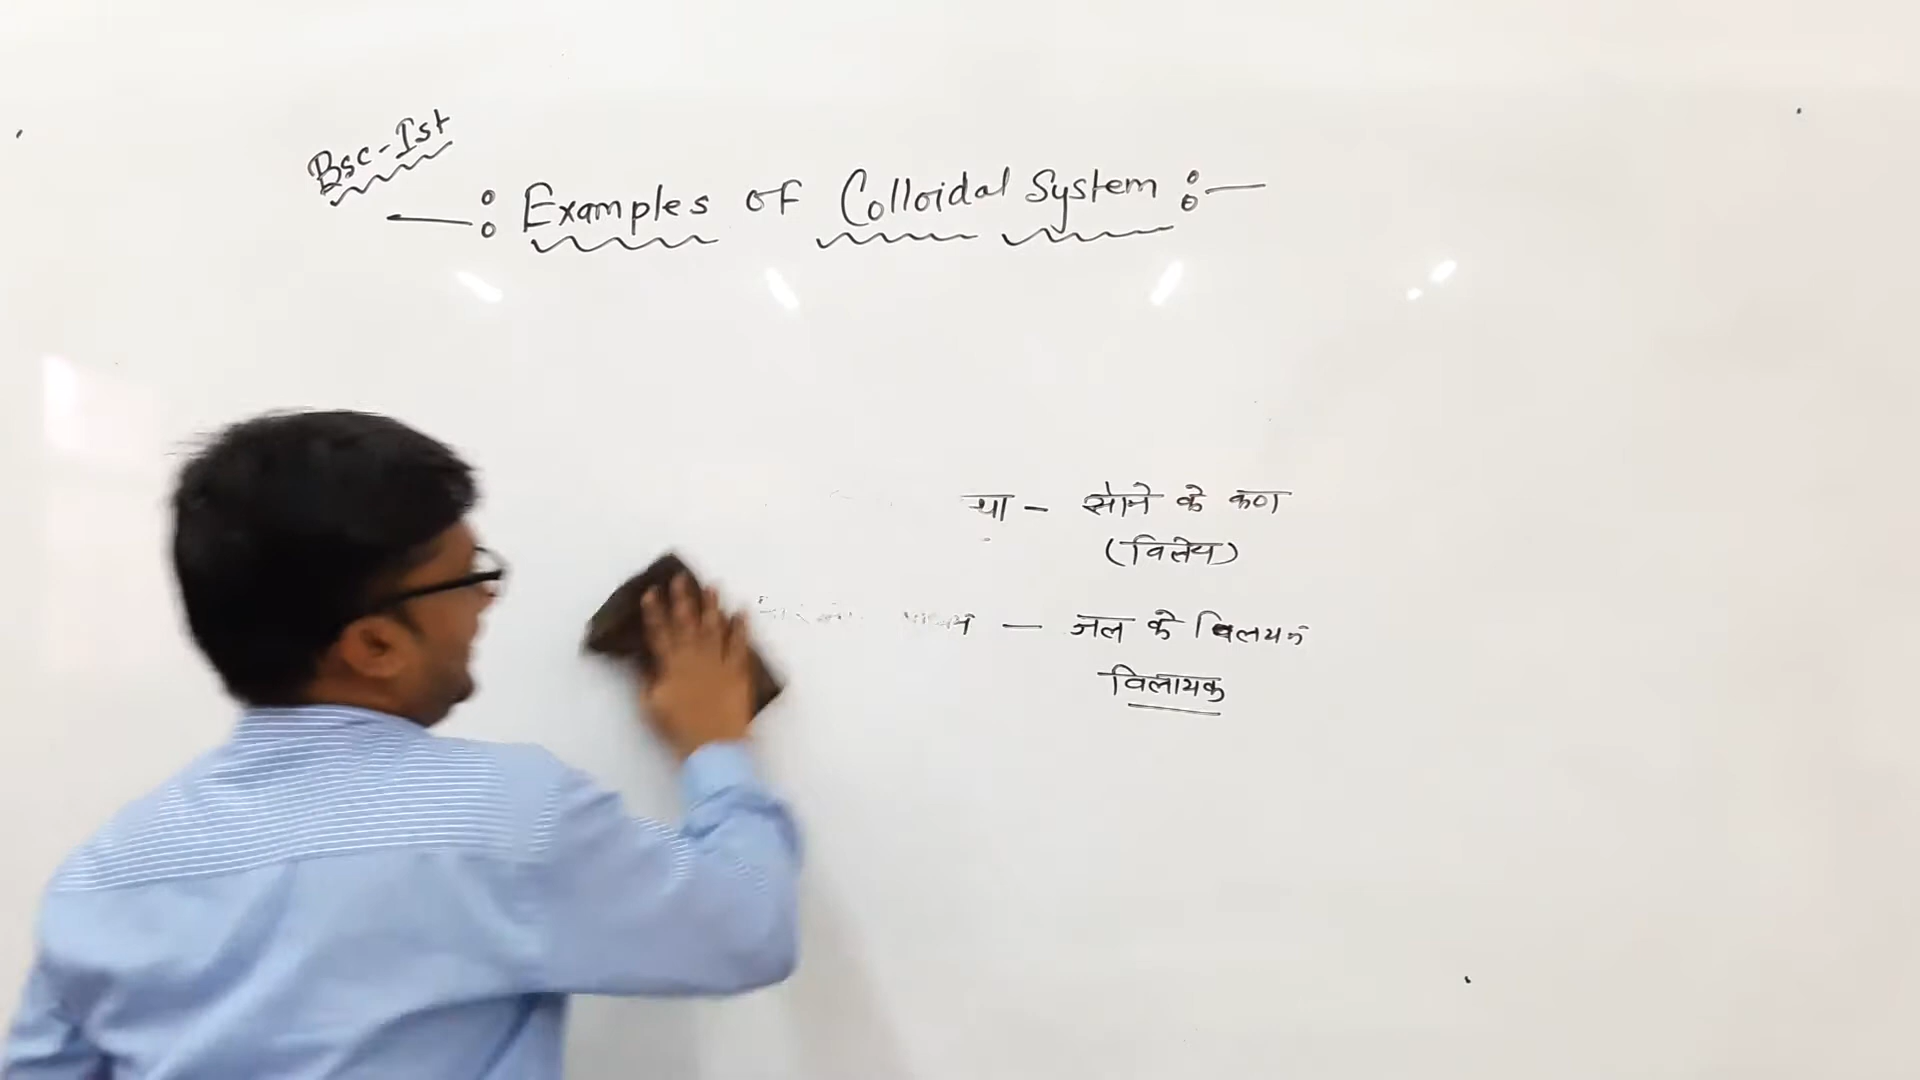 Bsc-Ist
—: Examples of Colloidal System :—
या - सोने के कण
(विलेय)
— जल के विलयन
विलायक